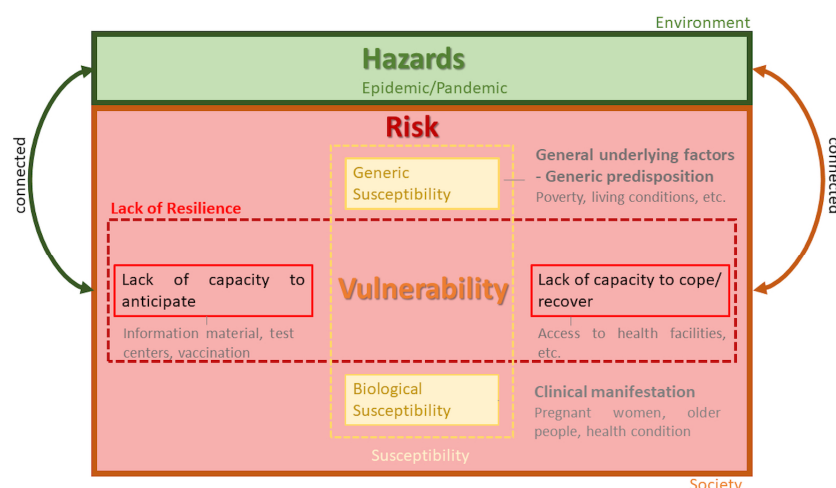 Environment
Hazards
Epidemic/Pandemic
connected
connected
Risk
Generic
Susceptibility
General underlying factors
- Generic predisposition
Poverty, living conditions, etc.
Lack of Resilience
Lack of capacity to
anticipate
Vulnerability
Lack of capacity to cope/
recover
Information material, test
centers, vaccination
Access to health facilities,
etc.
Biological
Susceptibility
Clinical manifestation
Pregnant women, older
people, health condition
Susceptibility
Society